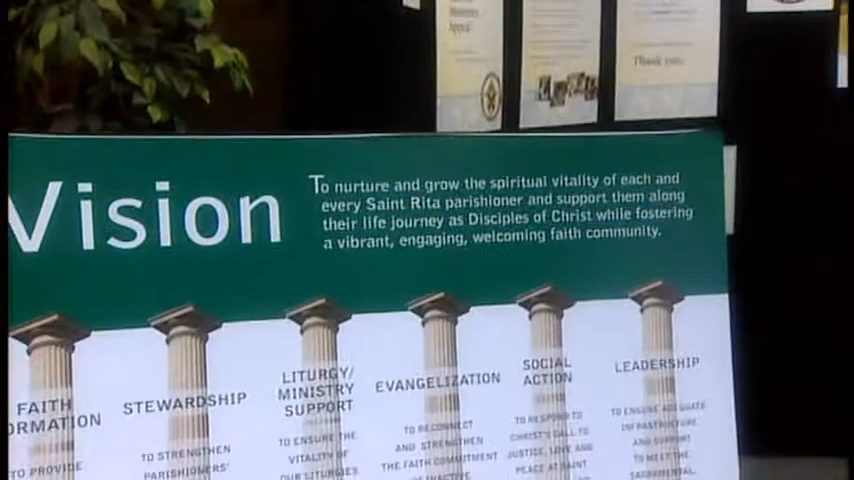 Thank you
Vision
To nurture and grow the spiritual vitality of each and
every Saint Rita parishioner and support them along
their life journey as Disciples of Christ while fostering
a vibrant, engaging, welcoming faith community.
FAITH
ORMATION
TO PROVIDE
STEWARDSHIP
TO STRENGTHEN
PARISHIONERS'
LITURGY/
MINISTRY
SUPPORT
TO ENSURE THE
VITALITY OF
OUR LITURGIES
EVANGELIZATION
TO RECONNECT
AND STRENGTHEN
THE FAITH COMMITMENT
SOCIAL
ACTION
TO RESPOND TO
CHRIST'S CALL TO
JUSTICE, LOVE AND
PEACE AT SAINT
LEADERSHIP
TO ENSURE ADEQUATE
INFRASTRUCTURE
AND SUPPORT
TO MEET THE
SACRAMENTAL,